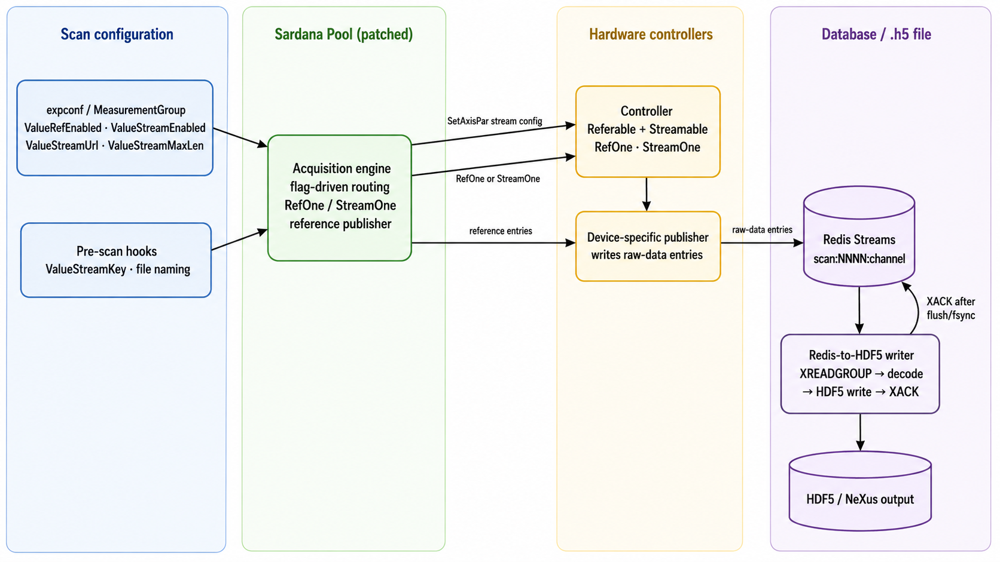 Scan configuration
expconf / MeasurementGroup
ValueRefEnabled · ValueStreamEnabled
ValueStreamUrl · ValueStreamMaxLen
Pre-scan hooks
ValueStreamKey · file naming
Sardana Pool (patched)
Acquisition engine
flag-driven routing
RefOne / StreamOne
reference publisher
SetAxisPar stream config
RefOne or StreamOne
reference entries
Hardware controllers
Controller
Referable + Streamable
RefOne · StreamOne
Device-specific publisher
writes raw-data entries
raw-data entries
Database / .h5 file
Redis Streams
scan:NNNN:channel
XACK after
flush/fsync
Redis-to-HDF5 writer
XREADGROUP → decode
→ HDF5 write → XACK
HDF5 / NeXus output